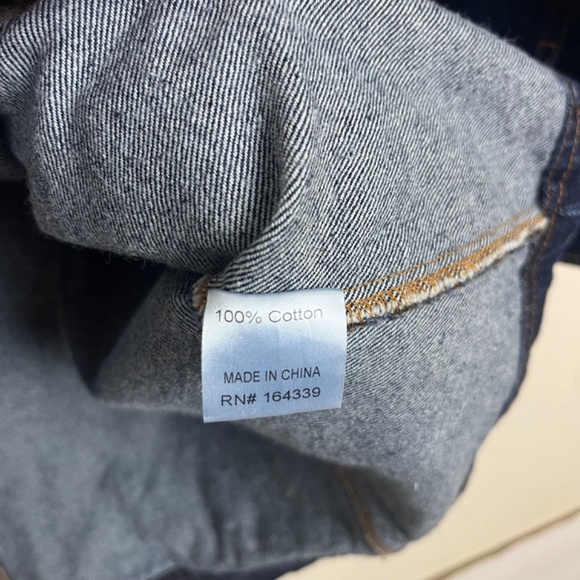 100% Cotton
MADE IN CHINA
RN# 164339